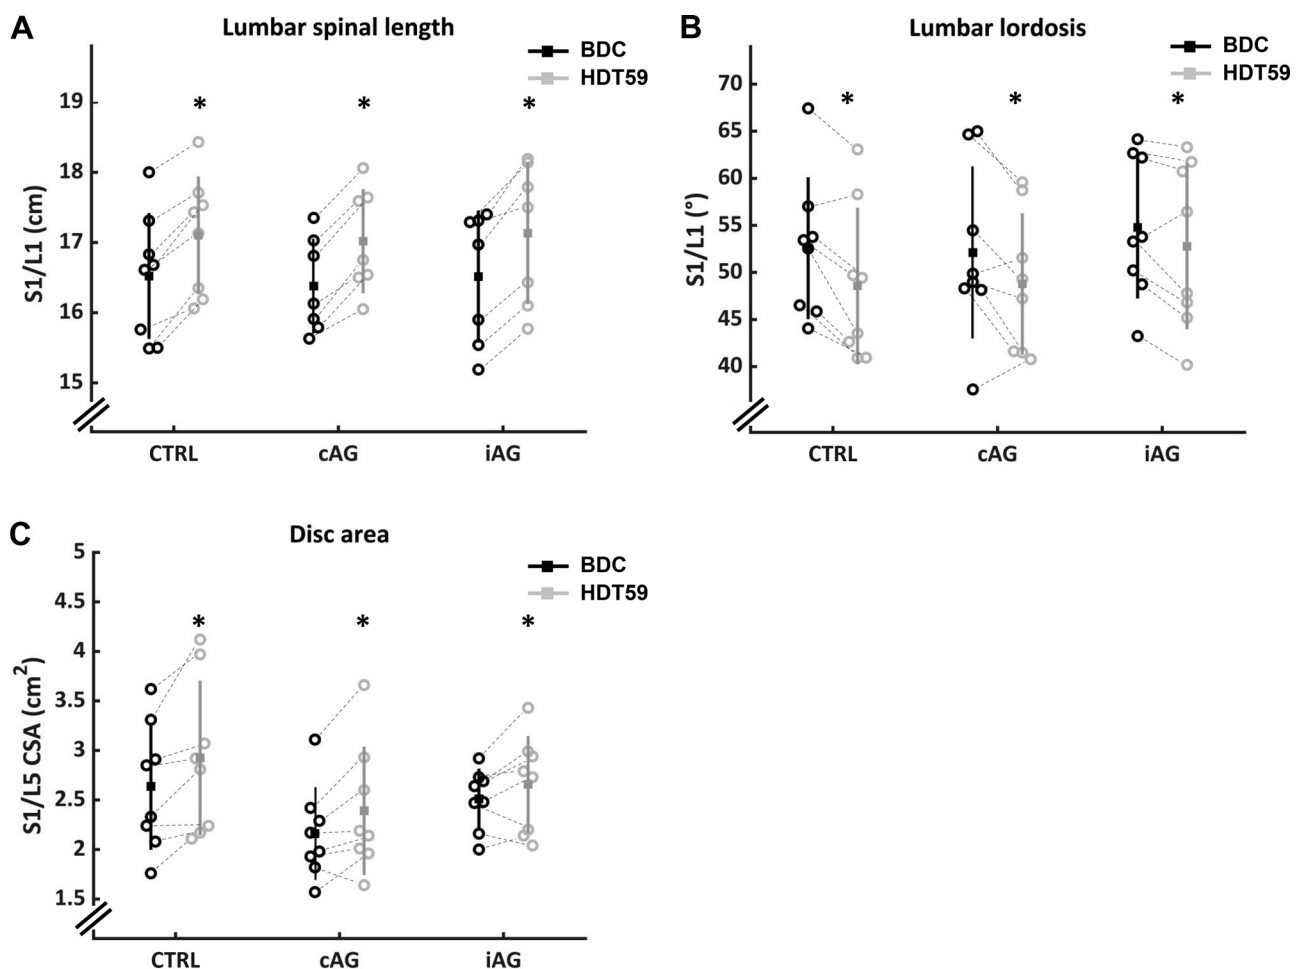 A
Lumbar spinal length
BDC
HDT59
19
18
17
16
15
S1/L1 (cm)
*
*
*
CTRL
cAG
iAG
B
Lumbar lordosis
BDC
HDT59
70
65
60
55
50
45
40
S1/L1 (°)
*
*
*
CTRL
cAG
iAG
C
Disc area
BDC
HDT59
5
4.5
4
3.5
3
2.5
2
1.5
S1/L5 CSA (cm²)
*
*
*
CTRL
cAG
iAG